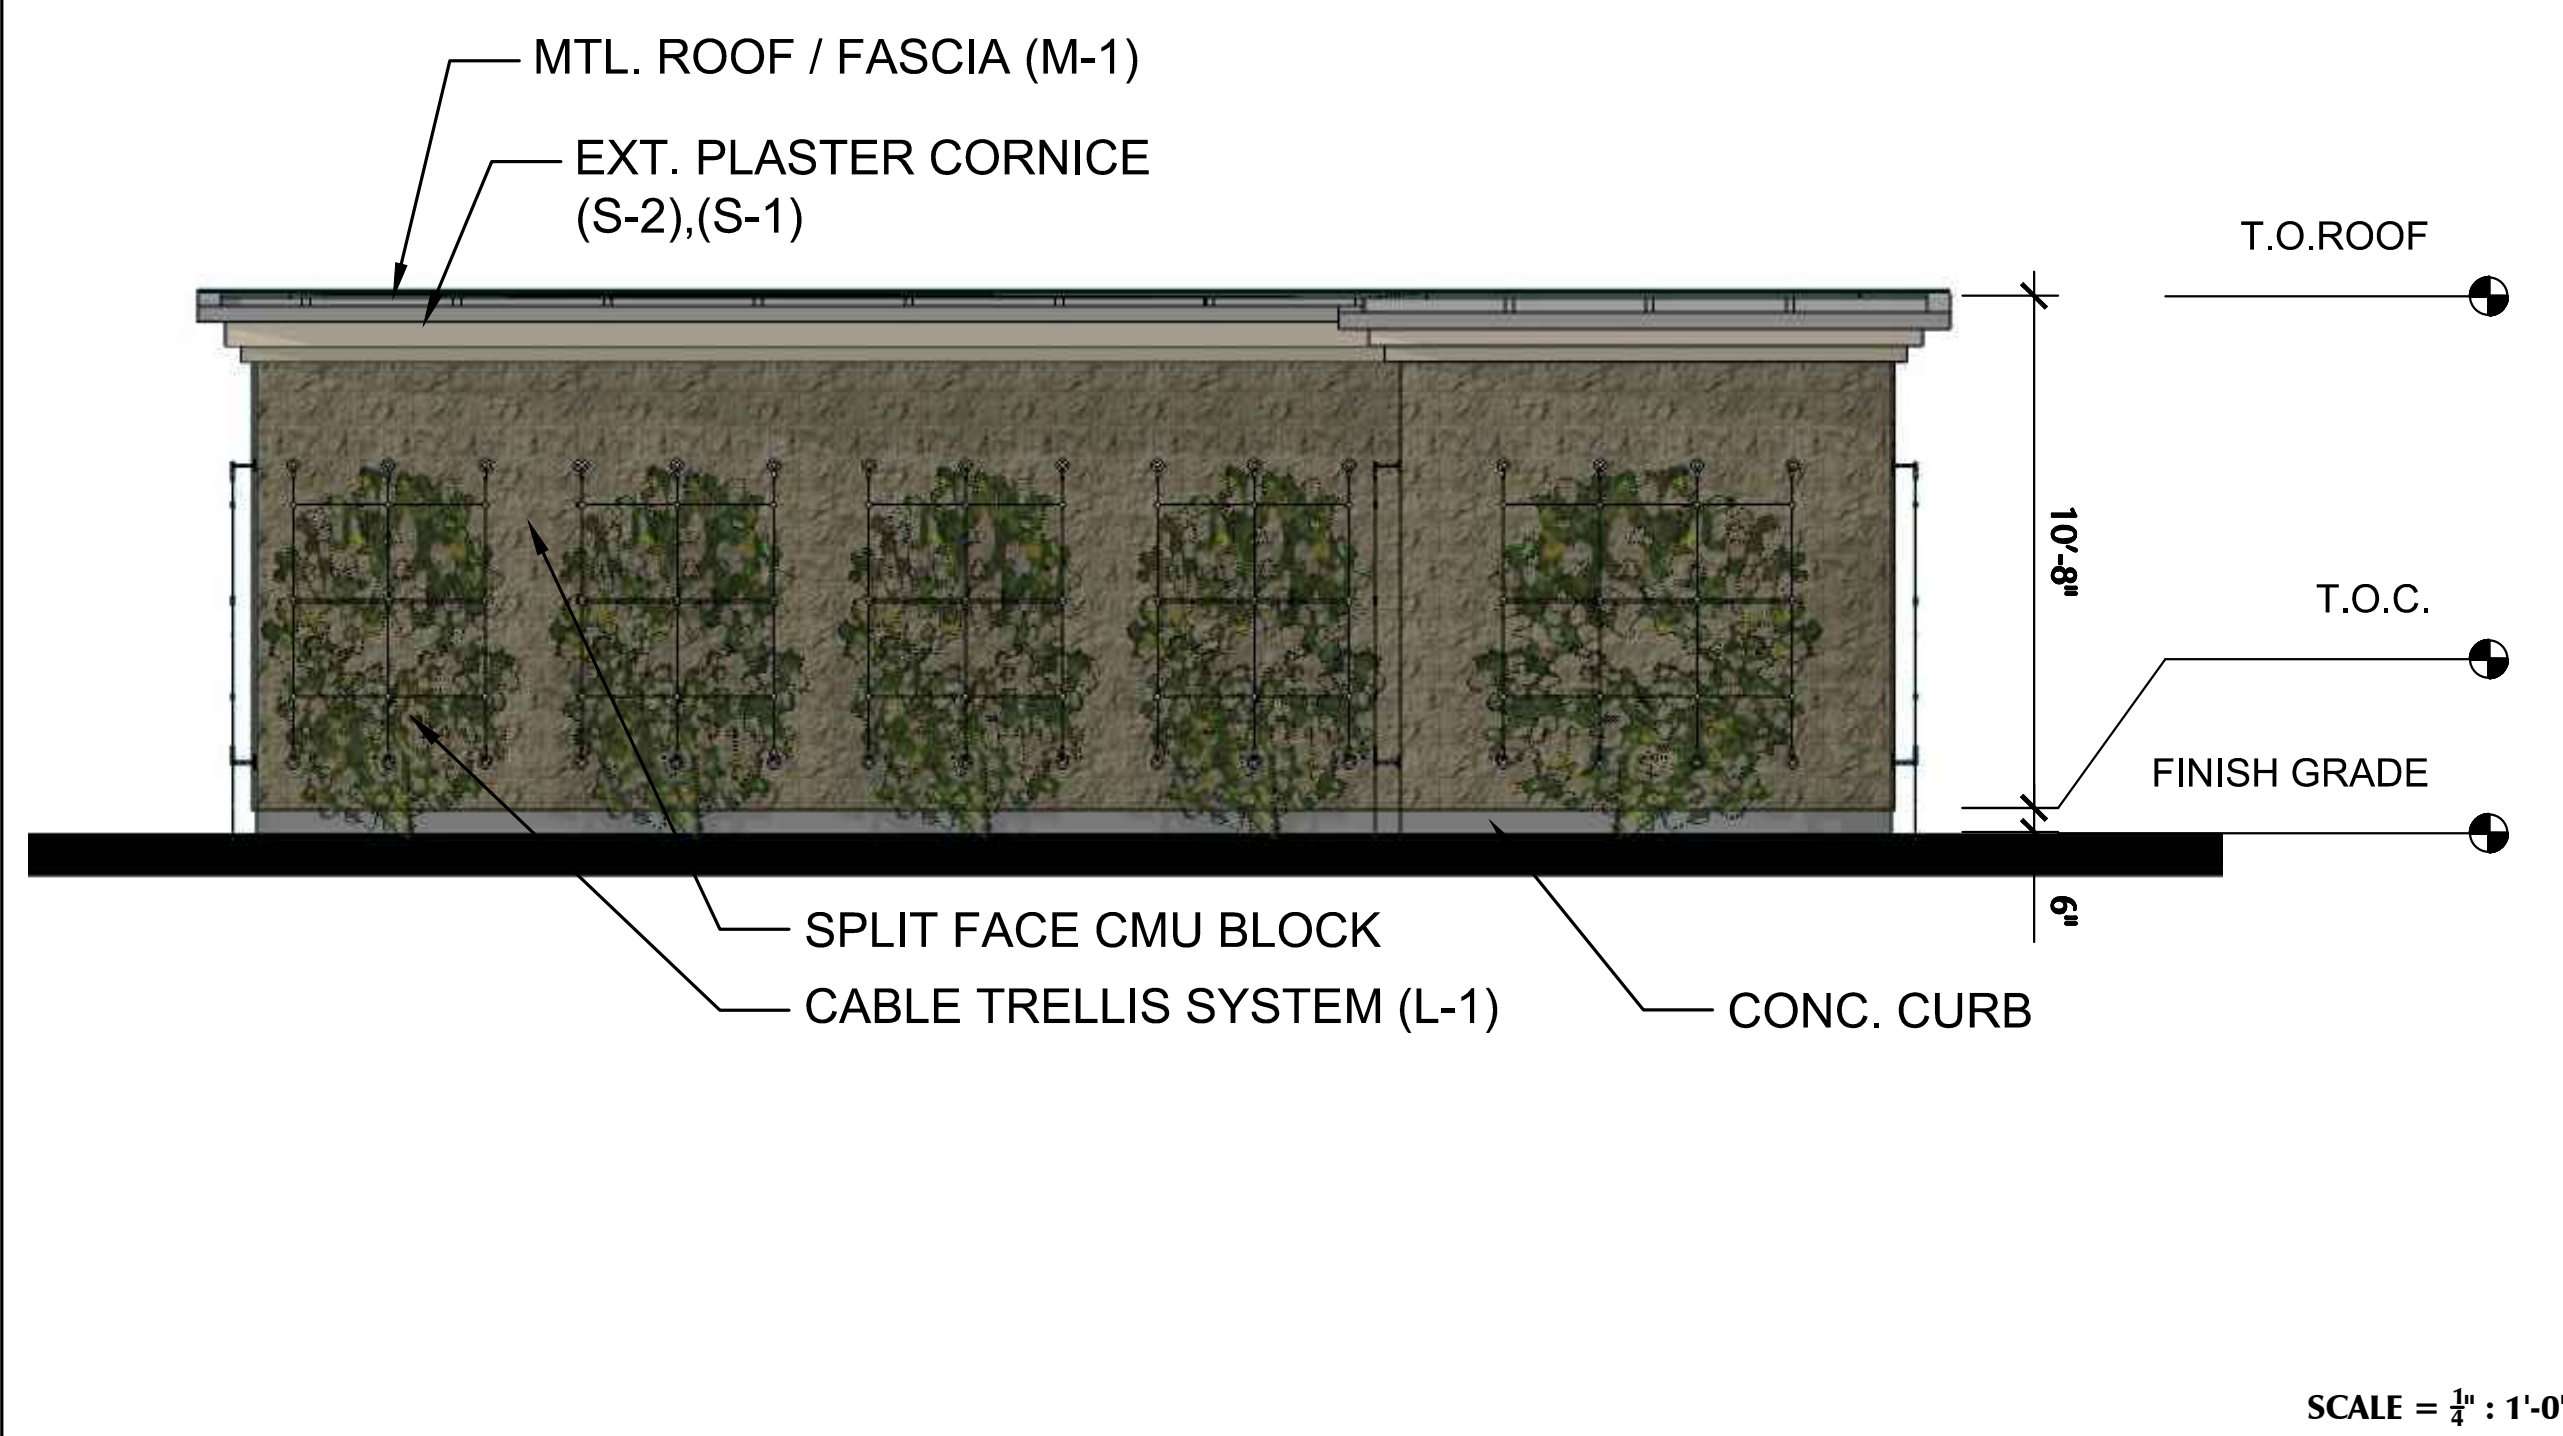 MTL. ROOF / FASCIA (M-1)
EXT. PLASTER CORNICE
(S-2),(S-1)
T.O.ROOF
10'-8"
T.O.C.
FINISH GRADE
6"
SPLIT FACE CMU BLOCK
CABLE TRELLIS SYSTEM (L-1)
CONC. CURB
SCALE = 1/4" : 1'-0'